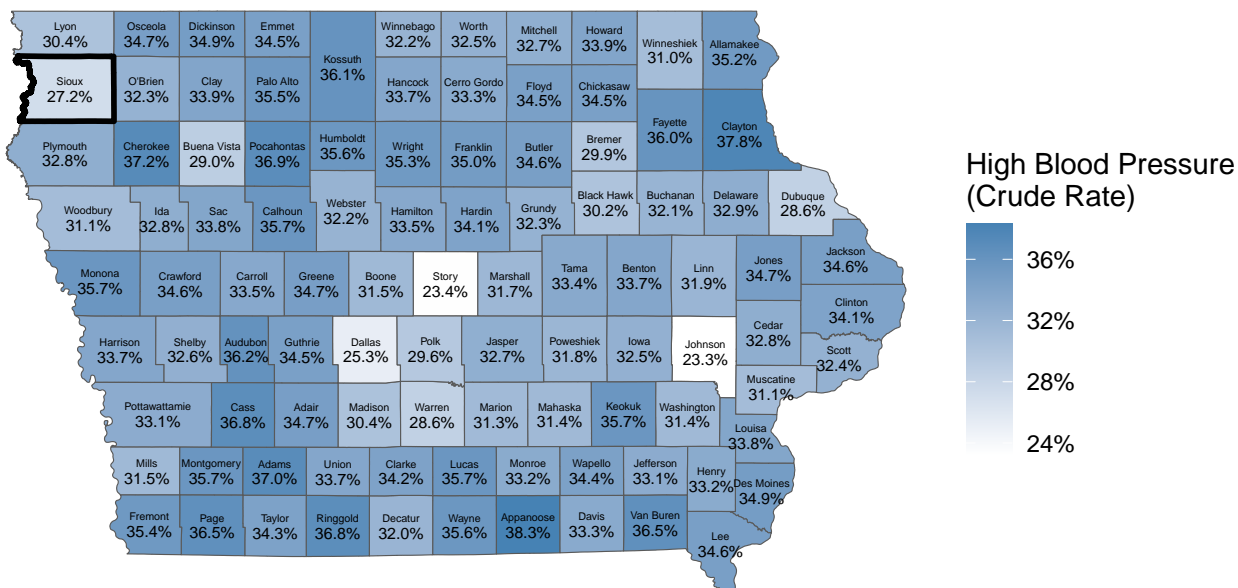 Lyon
30.4%
Osceola
34.7%
Dickinson
34.9%
Emmet
34.5%
Kossuth
36.1%
Winnebago
32.2%
Worth
32.5%
Mitchell
32.7%
Howard
33.9%
Winneshiek
31.0%
Allamakee
35.2%
Sioux
27.2%
O'Brien
32.3%
Clay
33.9%
Palo Alto
35.5%
Hancock
33.7%
Cerro Gordo
33.3%
Floyd
34.5%
Chickasaw
34.5%
Fayette
36.0%
Clayton
37.8%
Plymouth
32.8%
Cherokee
37.2%
Buena Vista
29.0%
Pocahontas
36.9%
Humboldt
35.6%
Wright
35.3%
Franklin
35.0%
Butler
34.6%
Bremer
29.9%
High Blood Pressure
(Crude Rate)
36%
32%
28%
24%
Woodbury
31.1%
Ida
32.8%
Sac
33.8%
Calhoun
35.7%
Webster
32.2%
Hamilton
33.5%
Hardin
34.1%
Grundy
32.3%
Black Hawk
30.2%
Buchanan
32.1%
Delaware
32.9%
Dubuque
28.6%
Monona
35.7%
Crawford
34.6%
Carroll
33.5%
Greene
34.7%
Boone
31.5%
Story
23.4%
Marshall
31.7%
Tama
33.4%
Benton
33.7%
Linn
31.9%
Jones
34.7%
Jackson
34.6%
Clinton
34.1%
Harrison
33.7%
Shelby
32.6%
Audubon
36.2%
Guthrie
34.5%
Dallas
25.3%
Polk
29.6%
Jasper
32.7%
Poweshiek
31.8%
Iowa
32.5%
Johnson
23.3%
Cedar
32.8%
Scott
32.4%
Muscatine
31.1%
Pottawattamie
33.1%
Cass
36.8%
Adair
34.7%
Madison
30.4%
Warren
28.6%
Marion
31.3%
Mahaska
31.4%
Keokuk
35.7%
Washington
31.4%
Louisa
33.8%
Mills
31.5%
Montgomery
35.7%
Adams
37.0%
Union
33.7%
Clarke
34.2%
Lucas
35.7%
Monroe
33.2%
Wapello
34.4%
Jefferson
33.1%
Henry
33.2%
Des Moines
34.9%
Fremont
35.4%
Page
36.5%
Taylor
34.3%
Ringgold
36.8%
Decatur
32.0%
Wayne
35.6%
Appanoose
38.3%
Davis
33.3%
Van Buren
36.5%
Lee
34.6%